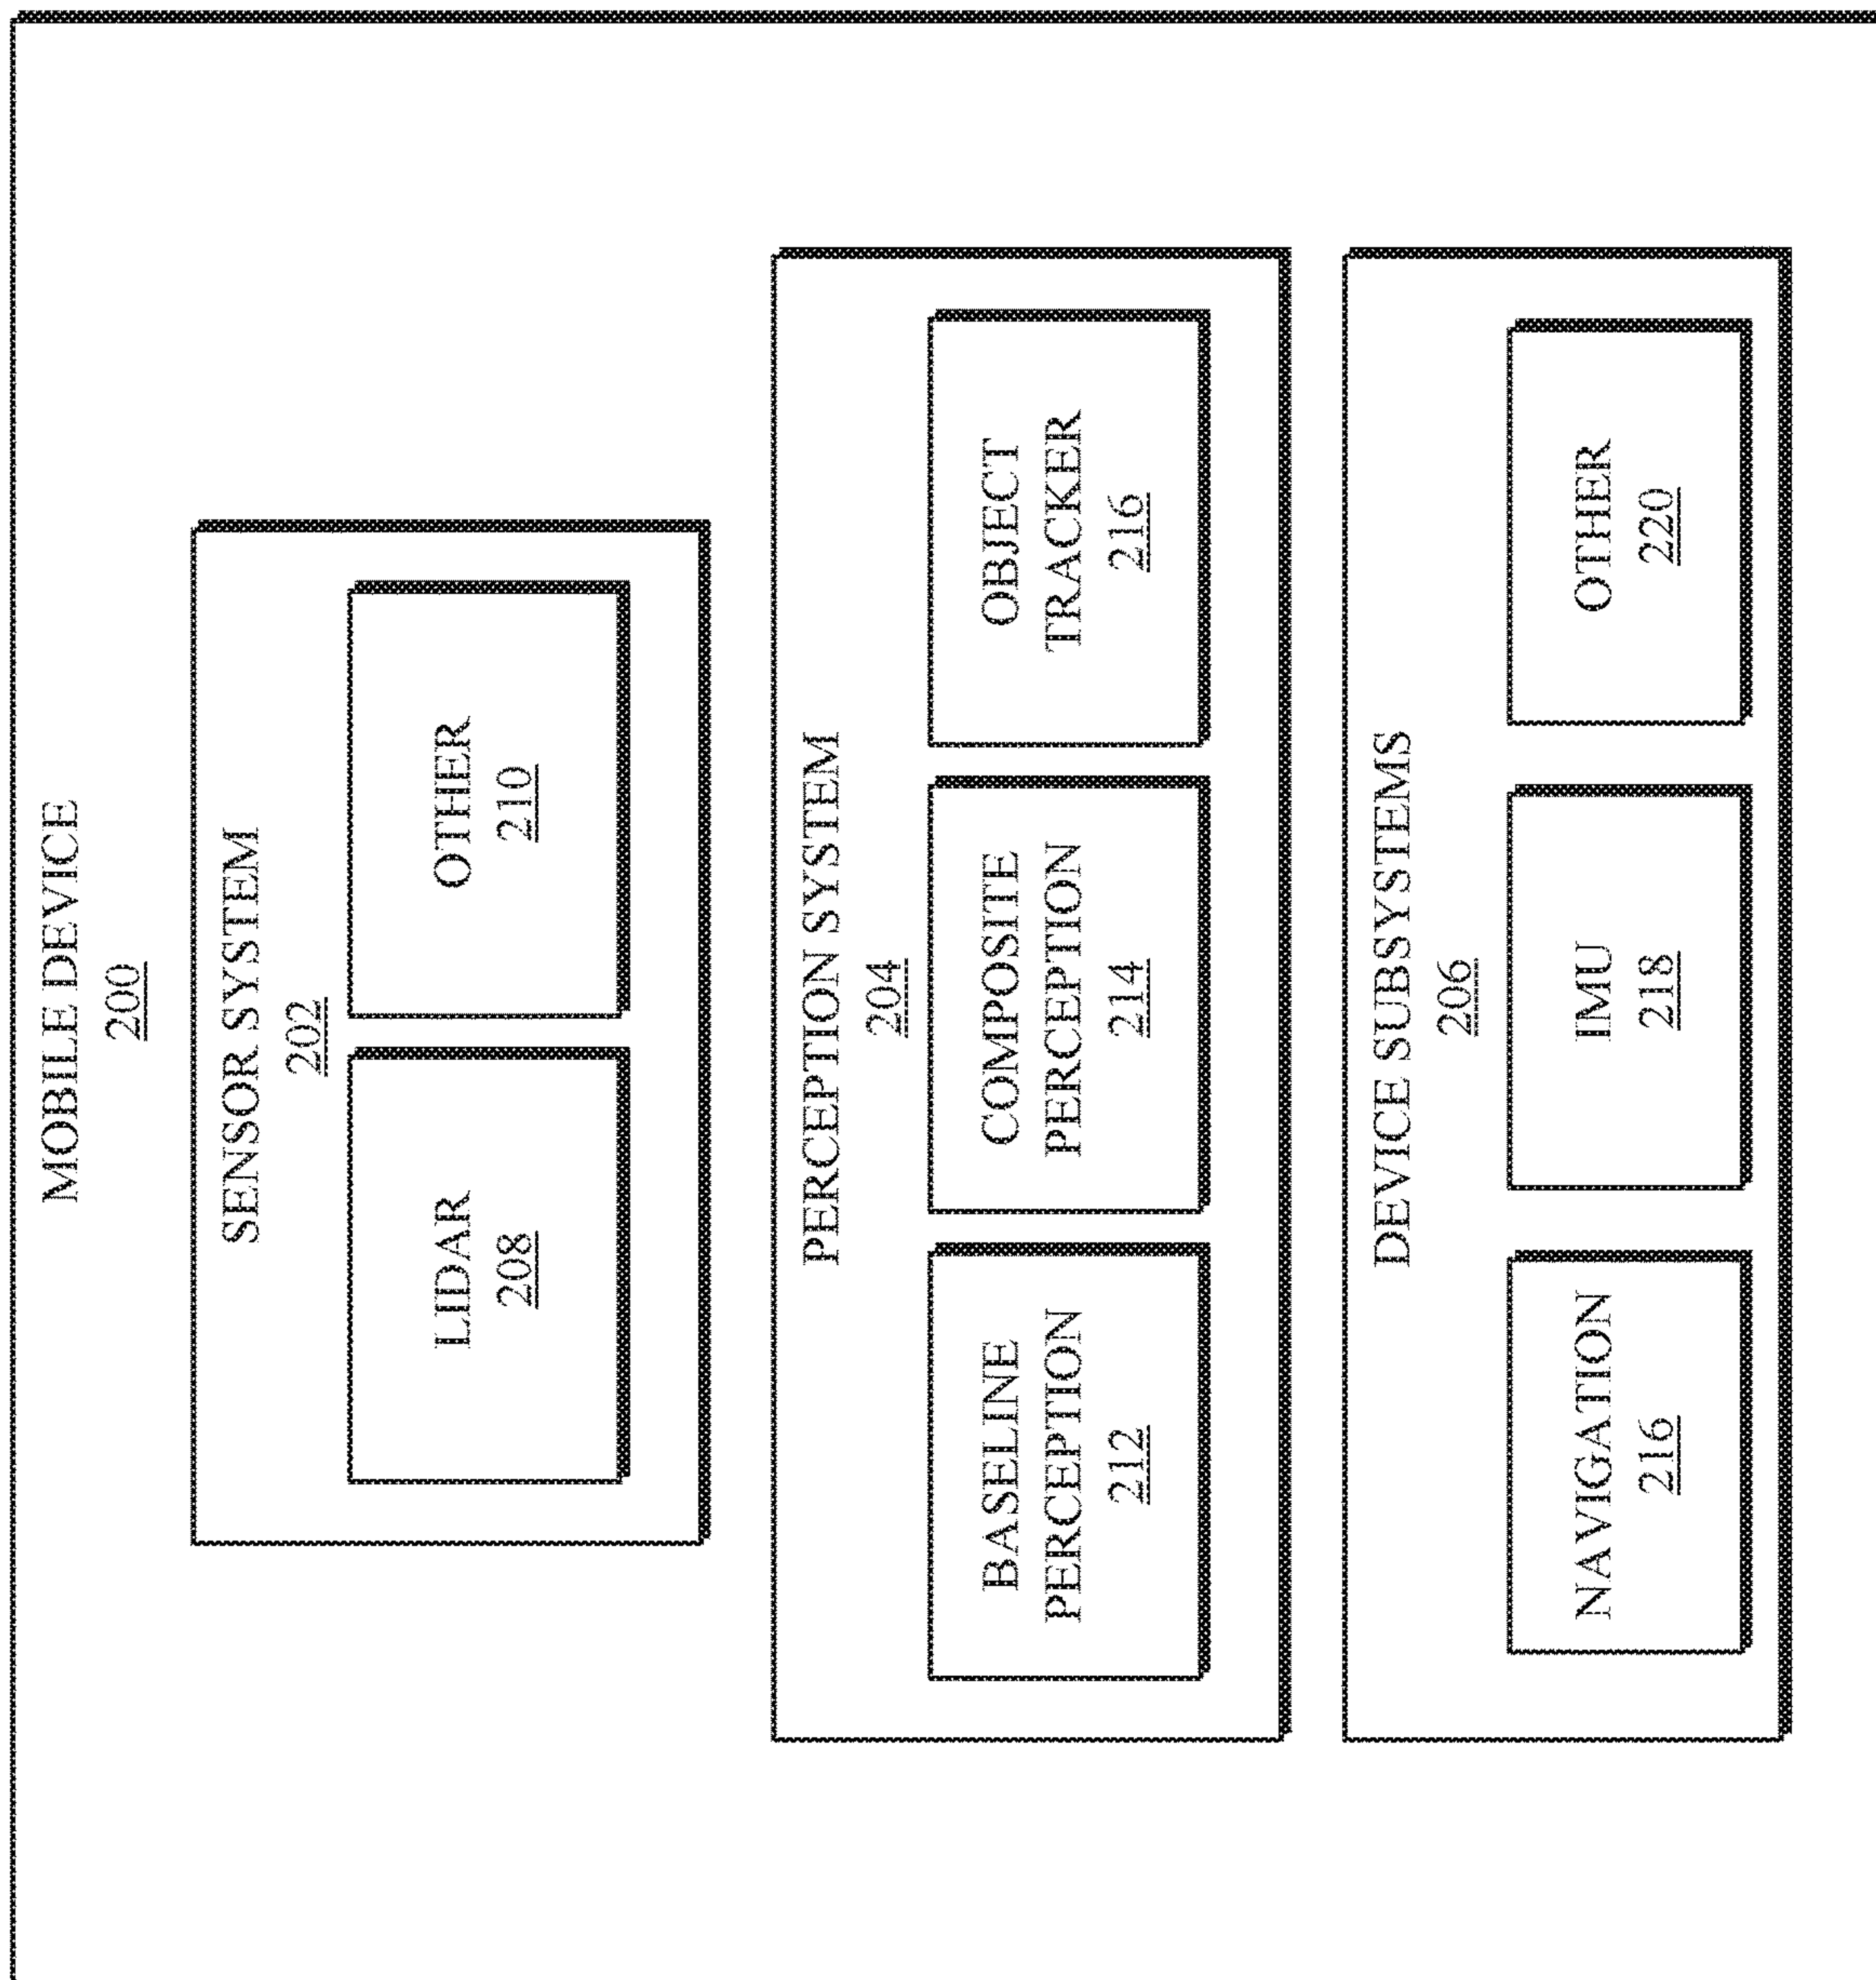 MOBILE DEVICE
200
SENSOR SYSTEM
202
LIDAR
208
OTHER
210
PERCEPTION SYSTEM
204
BASELINE
PERCEPTION
212
COMPOSITE
PERCEPTION
214
OBJECT
TRACKER
216
DEVICE SUBSYSTEMS
206
NAVIGATION
216
IMU
218
OTHER
220